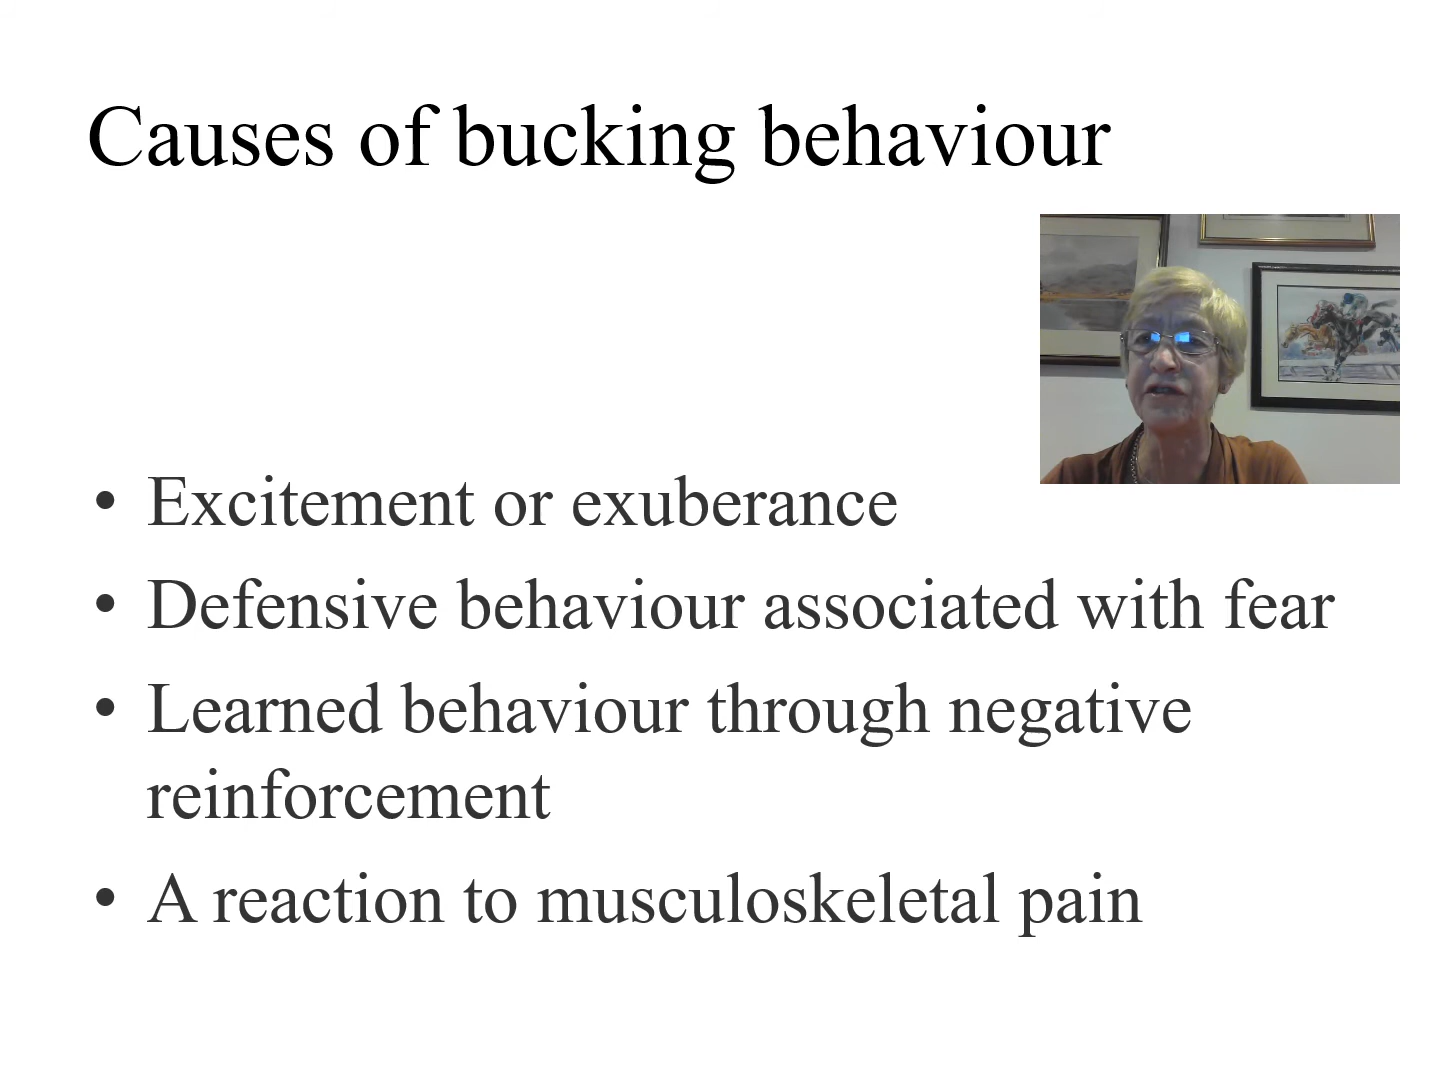 Causes of bucking behaviour
• Excitement or exuberance
• Defensive behaviour associated with fear
• Learned behaviour through negative
reinforcement
• A reaction to musculoskeletal pain